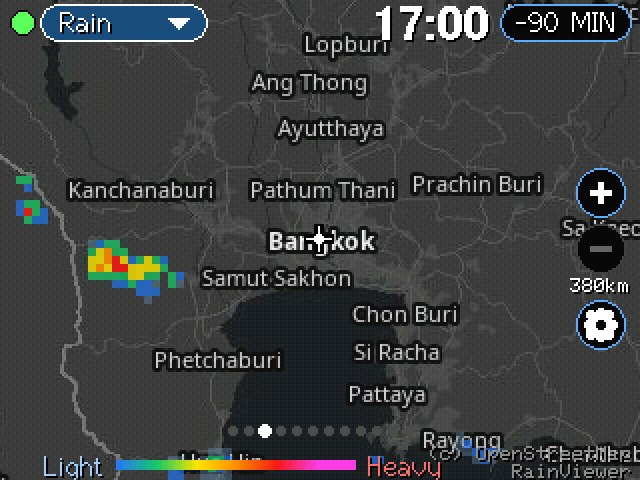 Rain
17:00
-90 MIN
Lopburi
Ang Thong
Ayutthaya
Kanchanaburi
Pathum Thani
Prachin Buri
Bangkok
Samut Sakhon
380km
Chon Buri
Si Racha
Phetchaburi
Pattaya
Rayong
(c) OpenStreetMap
Light
Heavy
RainViewer